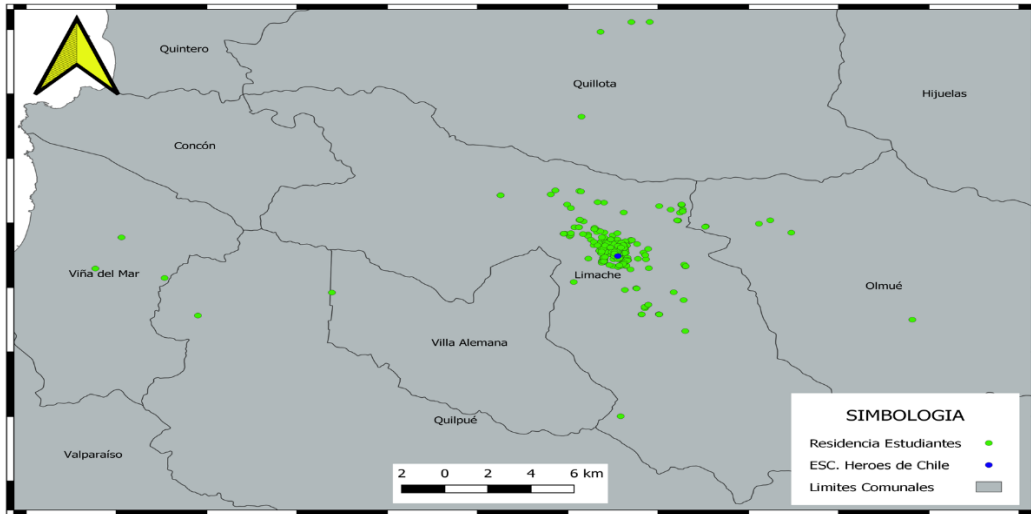 Quintero
Quillota
Hijuelas
Concón
Viña del Mar
Limache
Olmué
Villa Alemana
Quilpué
Valparaíso
2 0 2 4 6 km
SIMBOLOGIA
Residencia Estudiantes
ESC. Heroes de Chile
Limites Comunales